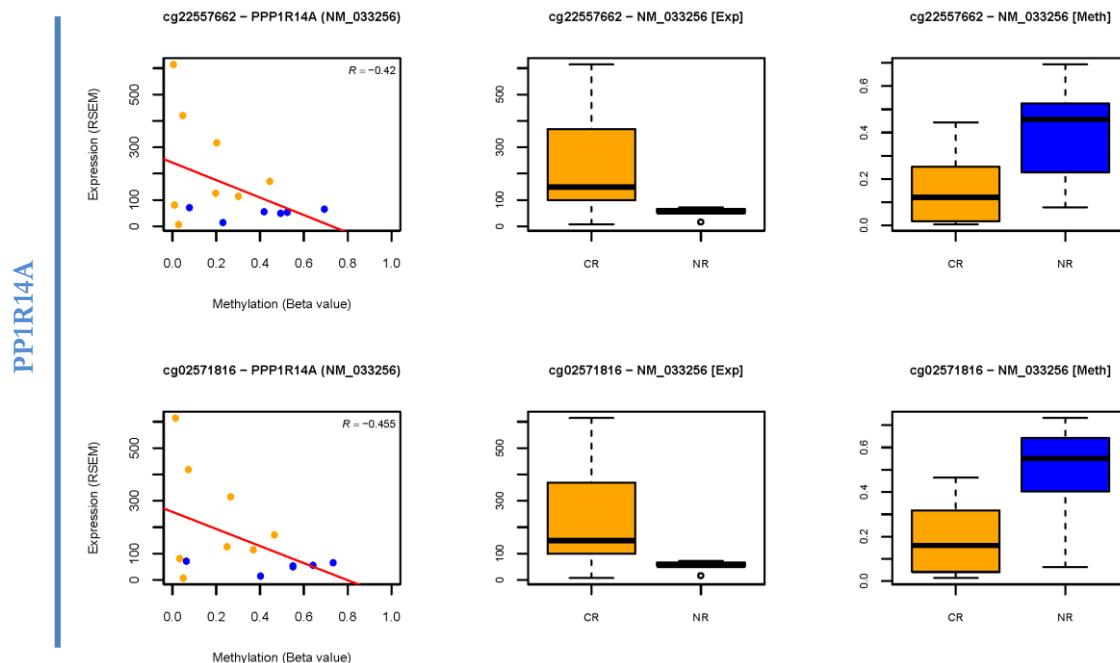 PP1R14A
cg22557662 – PPP1R14A (NM_033256)
R = −0.42
Expression (RSEM)
0 100 300 500
0.0 0.2 0.4 0.6 0.8 1.0
Methylation (Beta value)
cg22557662 – NM_033256 [Exp]
0 100 300 500
CR NR
cg22557662 – NM_033256 [Meth]
0.0 0.2 0.4 0.6
CR NR
cg02571816 – PPP1R14A (NM_033256)
R = −0.455
Expression (RSEM)
0 100 300 500
0.0 0.2 0.4 0.6 0.8 1.0
Methylation (Beta value)
cg02571816 – NM_033256 [Exp]
0 100 300 500
CR NR
cg02571816 – NM_033256 [Meth]
0.0 0.2 0.4 0.6
CR NR